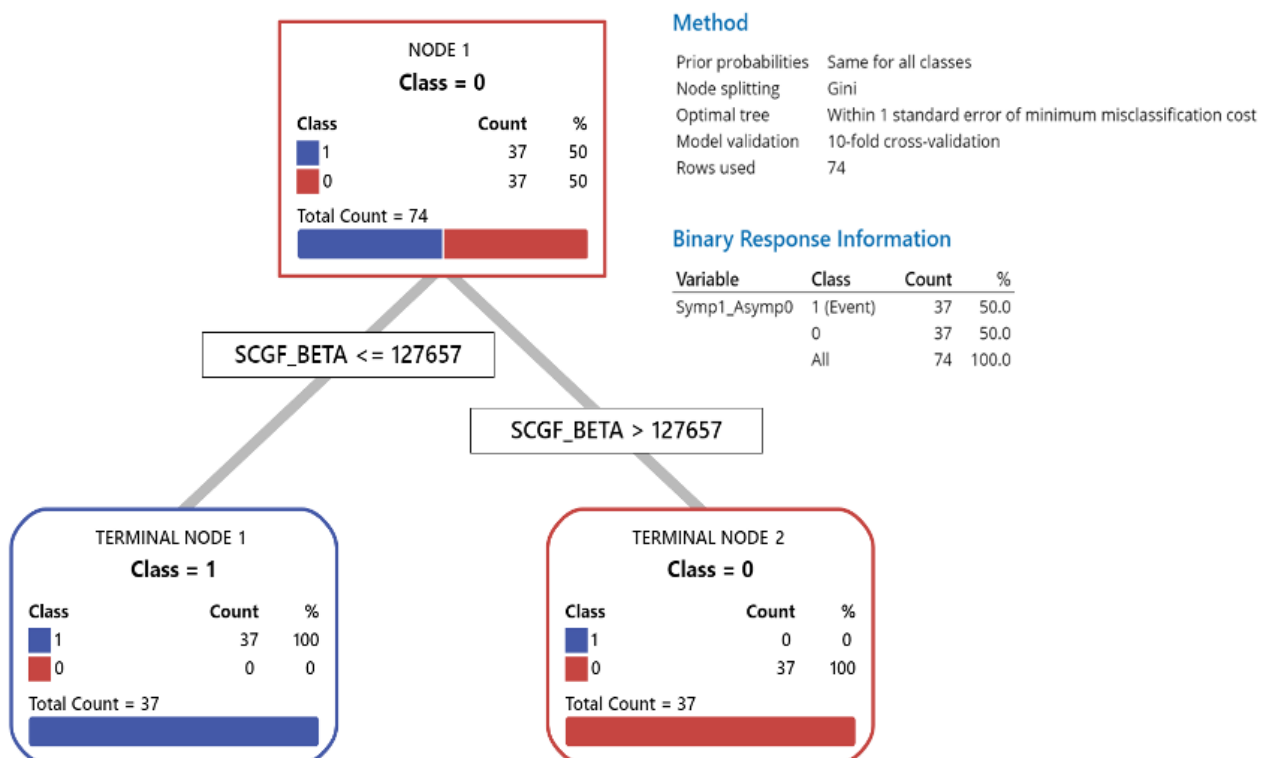 NODE 1
Class = 0
Class Count %
1 37 50
0 37 50
Total Count = 74
Method
Prior probabilities Same for all classes
Node splitting Gini
Optimal tree Within 1 standard error of minimum misclassification cost
Model validation 10-fold cross-validation
Rows used 74
Binary Response Information
Variable Class Count %
Symp1_Asymp0 1 (Event) 37 50.0
0 37 50.0
All 74 100.0
SCGF_BETA <= 127657
SCGF_BETA > 127657
TERMINAL NODE 1
Class = 1
Class Count %
1 37 100
0 0 0
Total Count = 37
TERMINAL NODE 2
Class = 0
Class Count %
1 0 0
0 37 100
Total Count = 37